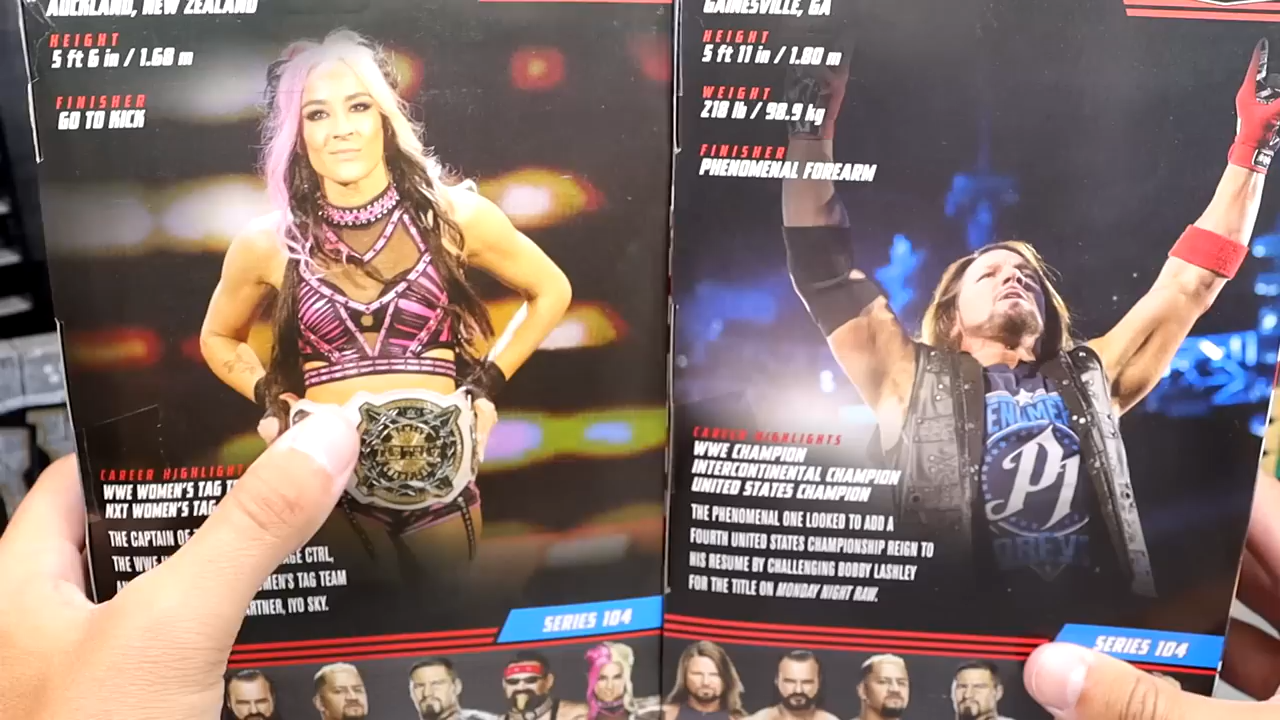 AUCKLAND, NEW ZEALAND
HEIGHT
5 ft 6 in / 1.68 m
FINISHER
GO TO KICK
CAREER HIGHLIGHT
WWE WOMEN'S TAG
NXT WOMEN'S TAG
THE CAPTAIN OF
THE WWE CTRL,
MEN'S TAG TEAM
IYO SKY.
SERIES 104
GAINESVILLE, GA
HEIGHT
5 ft 11 in / 1.80 m
WEIGHT
218 lb / 98.9 kg
FINISHER
PHENOMENAL FOREARM
P1
CAREER HIGHLIGHTS
WWE CHAMPION
INTERCONTINENTAL CHAMPION
UNITED STATES CHAMPION
THE PHENOMENAL ONE LOOKED TO ADD A
FOURTH UNITED STATES CHAMPIONSHIP REIGN TO
HIS RESUME BY CHALLENGING BOBBY LASHLEY
FOR THE TITLE ON MONDAY NIGHT RAW.
SERIES 104